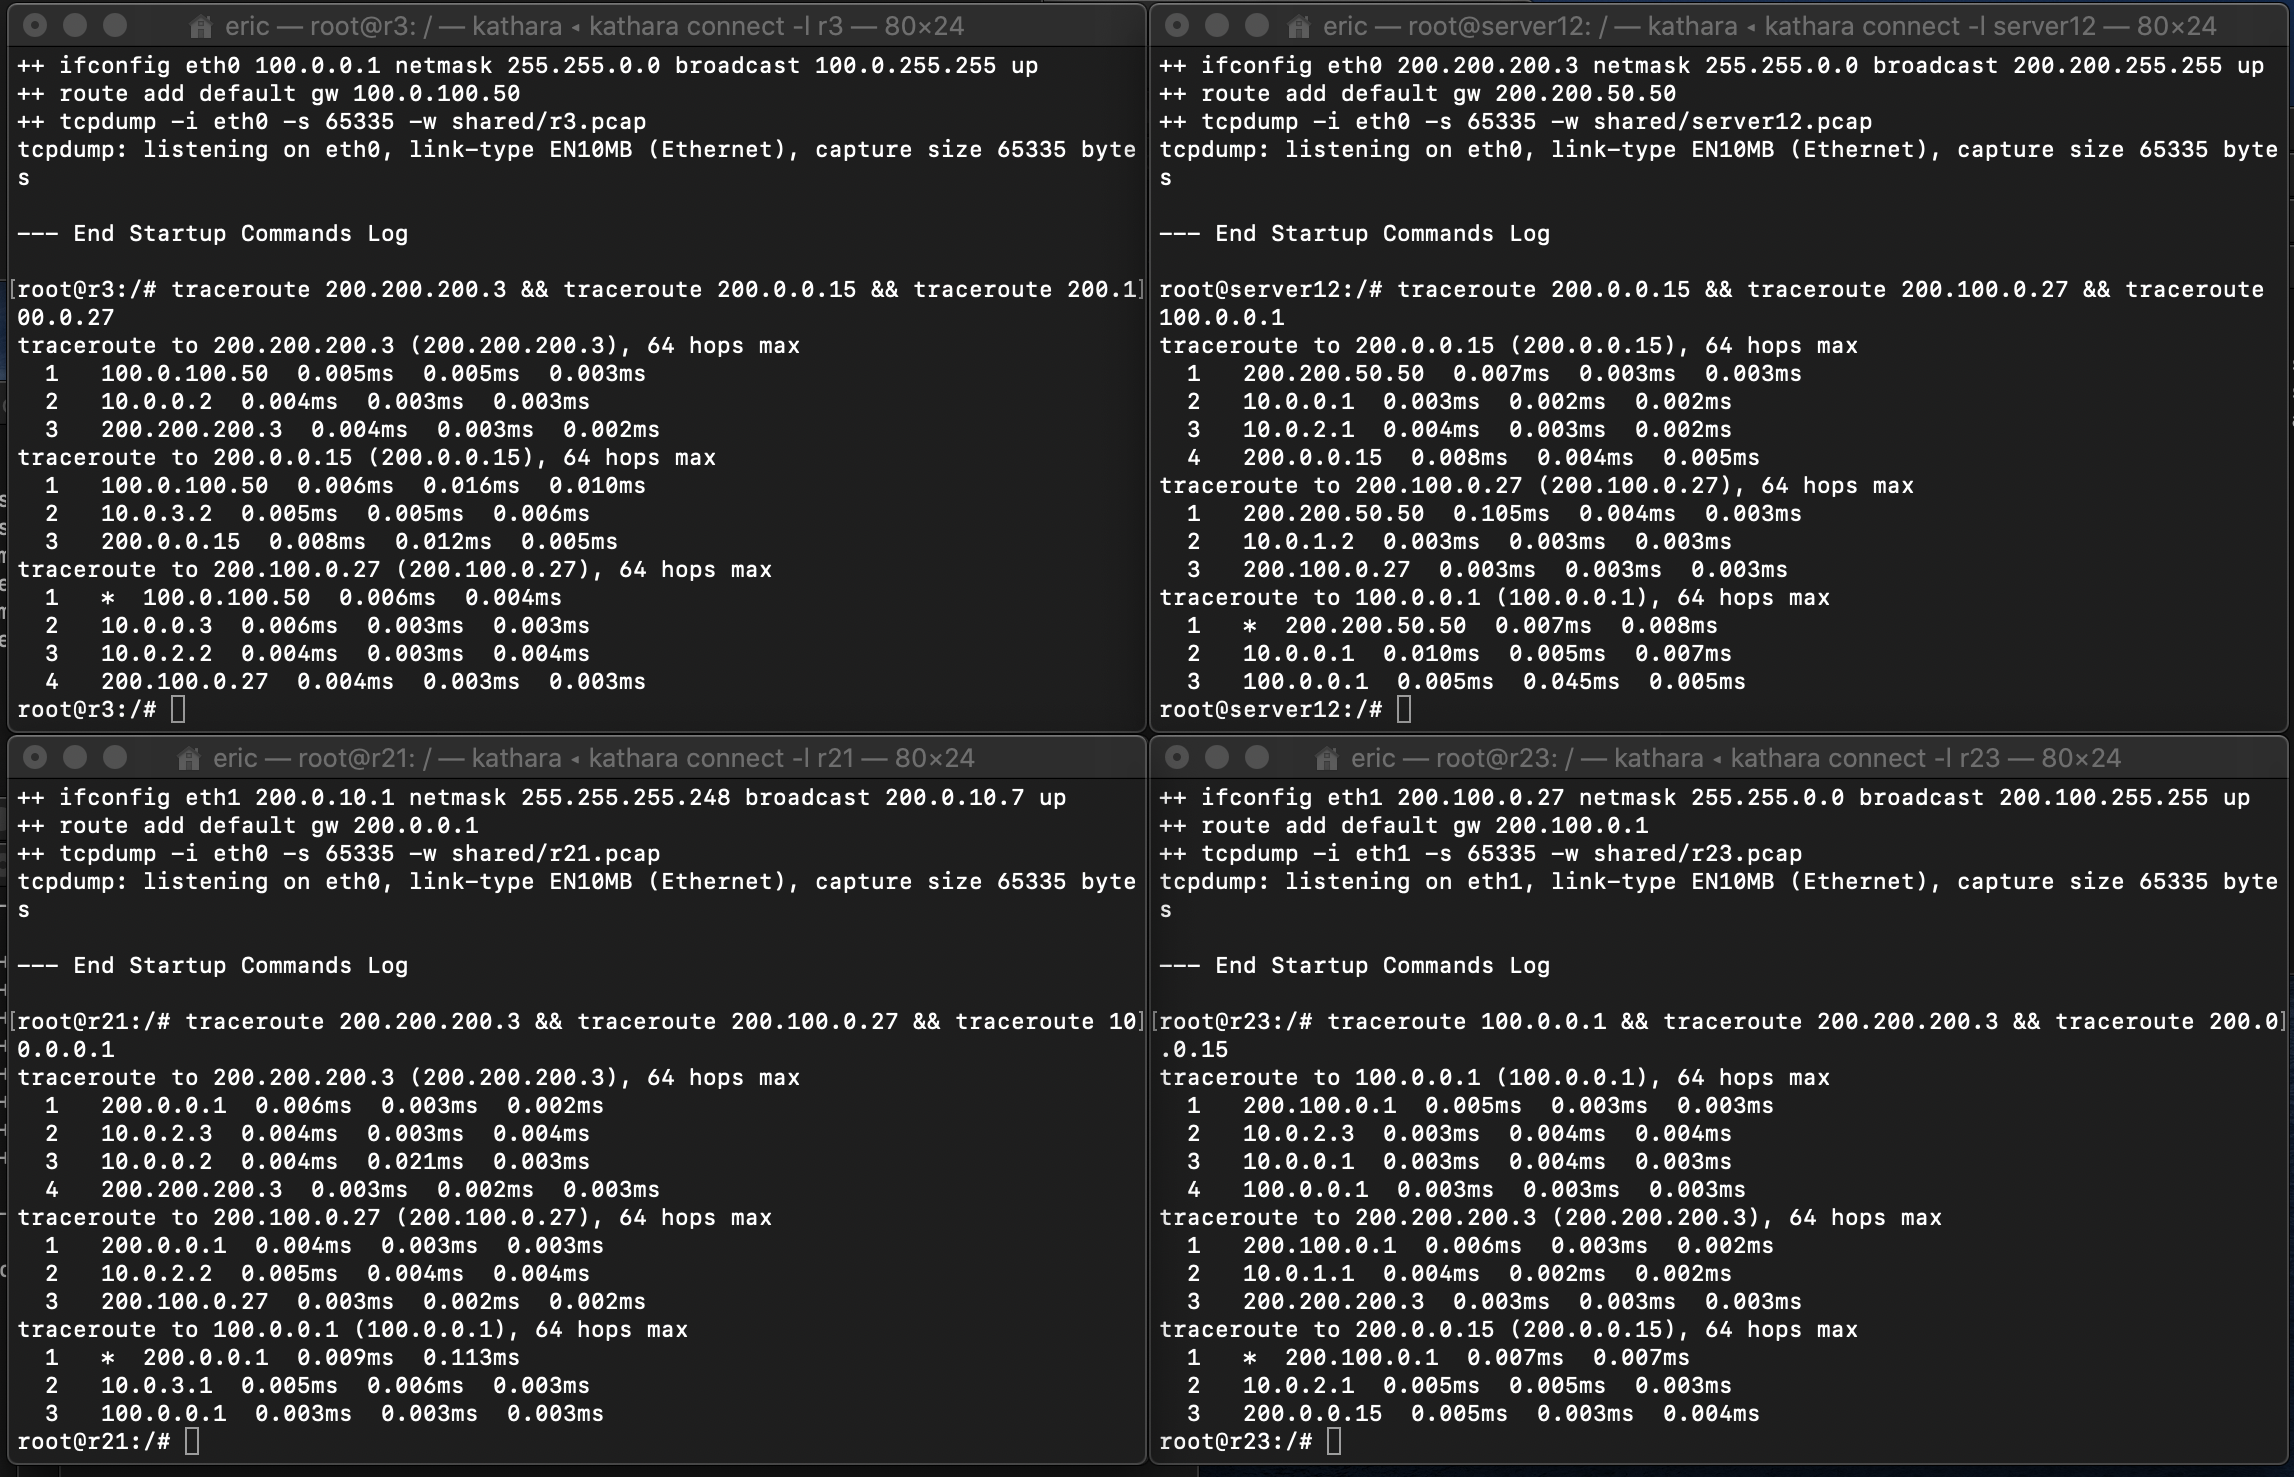 eric — root@r3: / — kathara ◂ kathara connect -l r3 — 80×24
++ ifconfig eth0 100.0.0.1 netmask 255.255.0.0 broadcast 100.0.255.255 up
++ route add default gw 100.0.100.50
++ tcpdump -i eth0 -s 65335 -w shared/r3.pcap
tcpdump: listening on eth0, link-type EN10MB (Ethernet), capture size 65335 byte
s
--- End Startup Commands Log
[root@r3:/# traceroute 200.200.200.3 && traceroute 200.0.0.15 && traceroute 200.1]
00.0.27
traceroute to 200.200.200.3 (200.200.200.3), 64 hops max
1 100.0.100.50 0.005ms 0.005ms 0.003ms
2 10.0.0.2 0.004ms 0.003ms 0.003ms
3 200.200.200.3 0.004ms 0.003ms 0.002ms
traceroute to 200.0.0.15 (200.0.0.15), 64 hops max
1 100.0.100.50 0.006ms 0.016ms 0.010ms
2 10.0.3.2 0.005ms 0.005ms 0.006ms
3 200.0.0.15 0.008ms 0.012ms 0.005ms
traceroute to 200.100.0.27 (200.100.0.27), 64 hops max
1 * 100.0.100.50 0.006ms 0.004ms
2 10.0.0.3 0.006ms 0.003ms 0.003ms
3 10.0.2.2 0.004ms 0.003ms 0.004ms
4 200.100.0.27 0.004ms 0.003ms 0.003ms
root@r3:/#
eric — root@server12: / — kathara ◂ kathara connect -l server12 — 80×24
++ ifconfig eth0 200.200.200.3 netmask 255.255.0.0 broadcast 200.200.255.255 up
++ route add default gw 200.200.50.50
++ tcpdump -i eth0 -s 65335 -w shared/server12.pcap
tcpdump: listening on eth0, link-type EN10MB (Ethernet), capture size 65335 byte
s
--- End Startup Commands Log
root@server12:/# traceroute 200.0.0.15 && traceroute 200.100.0.27 && traceroute
100.0.0.1
traceroute to 200.0.0.15 (200.0.0.15), 64 hops max
1 200.200.50.50 0.007ms 0.003ms 0.003ms
2 10.0.0.1 0.003ms 0.002ms 0.002ms
3 10.0.2.1 0.004ms 0.003ms 0.002ms
4 200.0.0.15 0.008ms 0.004ms 0.005ms
traceroute to 200.100.0.27 (200.100.0.27), 64 hops max
1 200.200.50.50 0.105ms 0.004ms 0.003ms
2 10.0.1.2 0.003ms 0.003ms 0.003ms
3 200.100.0.27 0.003ms 0.003ms 0.003ms
traceroute to 100.0.0.1 (100.0.0.1), 64 hops max
1 * 200.200.50.50 0.007ms 0.008ms
2 10.0.0.1 0.010ms 0.005ms 0.007ms
3 100.0.0.1 0.005ms 0.045ms 0.005ms
root@server12:/#
eric — root@r21: / — kathara ◂ kathara connect -l r21 — 80×24
++ ifconfig eth1 200.0.10.1 netmask 255.255.255.248 broadcast 200.0.10.7 up
++ route add default gw 200.0.0.1
++ tcpdump -i eth0 -s 65335 -w shared/r21.pcap
tcpdump: listening on eth0, link-type EN10MB (Ethernet), capture size 65335 byte
s
--- End Startup Commands Log
[root@r21:/# traceroute 200.200.200.3 && traceroute 200.100.0.27 && traceroute 10]
0.0.0.1
traceroute to 200.200.200.3 (200.200.200.3), 64 hops max
1 200.0.0.1 0.006ms 0.003ms 0.002ms
2 10.0.2.3 0.004ms 0.003ms 0.004ms
3 10.0.0.2 0.004ms 0.021ms 0.003ms
4 200.200.200.3 0.003ms 0.002ms 0.003ms
traceroute to 200.100.0.27 (200.100.0.27), 64 hops max
1 200.0.0.1 0.004ms 0.003ms 0.003ms
2 10.0.2.2 0.005ms 0.004ms 0.004ms
3 200.100.0.27 0.003ms 0.002ms 0.002ms
traceroute to 100.0.0.1 (100.0.0.1), 64 hops max
1 * 200.0.0.1 0.009ms 0.113ms
2 10.0.3.1 0.005ms 0.006ms 0.003ms
3 100.0.0.1 0.003ms 0.003ms 0.003ms
root@r21:/#
eric — root@r23: / — kathara ◂ kathara connect -l r23 — 80×24
++ ifconfig eth1 200.100.0.27 netmask 255.255.0.0 broadcast 200.100.255.255 up
++ route add default gw 200.100.0.1
++ tcpdump -i eth1 -s 65335 -w shared/r23.pcap
tcpdump: listening on eth1, link-type EN10MB (Ethernet), capture size 65335 byte
s
--- End Startup Commands Log
[root@r23:/# traceroute 100.0.0.1 && traceroute 200.200.200.3 && traceroute 200.0]
.0.15
traceroute to 100.0.0.1 (100.0.0.1), 64 hops max
1 200.100.0.1 0.005ms 0.003ms 0.003ms
2 10.0.2.3 0.003ms 0.004ms 0.004ms
3 10.0.0.1 0.003ms 0.004ms 0.003ms
4 100.0.0.1 0.003ms 0.003ms 0.003ms
traceroute to 200.200.200.3 (200.200.200.3), 64 hops max
1 200.100.0.1 0.006ms 0.003ms 0.002ms
2 10.0.1.1 0.004ms 0.002ms 0.002ms
3 200.200.200.3 0.003ms 0.003ms 0.003ms
traceroute to 200.0.0.15 (200.0.0.15), 64 hops max
1 * 200.100.0.1 0.007ms 0.007ms
2 10.0.2.1 0.005ms 0.005ms 0.003ms
3 200.0.0.15 0.005ms 0.003ms 0.004ms
root@r23:/#